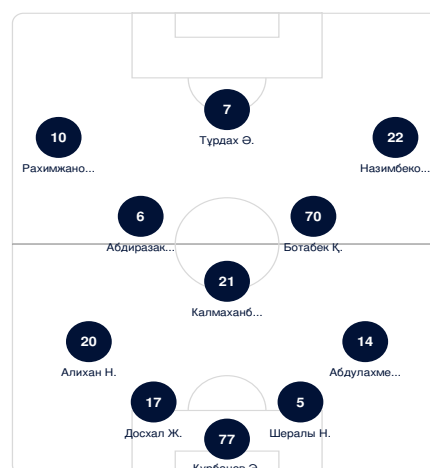 7
Тұрдах Ә.
10
Рахимжано...
22
Назимбеко...
6
Абдиразак...
70
Ботабек Қ.
21
Калмаханб...
20
Алихан Н.
14
Абдулахме...
17
Досхал Ж.
5
Шералы Н.
77